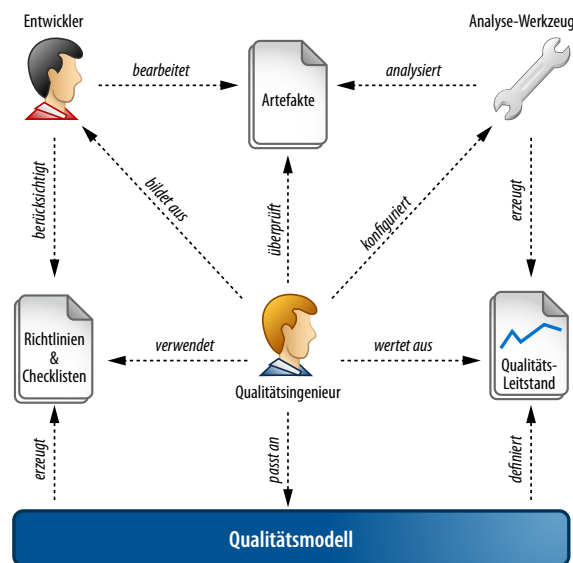 Entwickler
Analyse-Werkzeug
bearbeitet
analysiert
Artefakte
berücksichtigt
bildet aus
überprüft
konfiguriert
erzeugt
Richtlinien
&
Checklisten
verwendet
wertet aus
Qualitäts-
Leitstand
Qualitätsingenieur
erzeugt
passt an
definiert
Qualitätsmodell